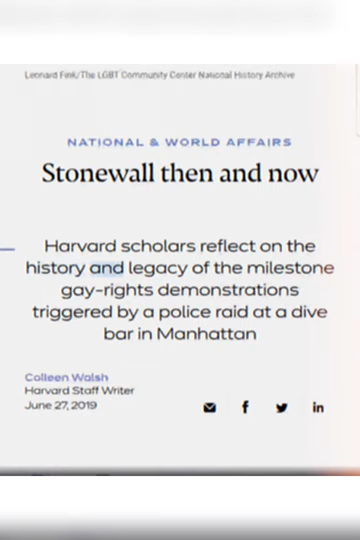 Leonard Fink/The LGBT Community Center National History Archive
NATIONAL & WORLD AFFAIRS
Stonewall then and now
Harvard scholars reflect on the
history and legacy of the milestone
gay-rights demonstrations
triggered by a police raid at a dive
bar in Manhattan
Colleen Walsh
Harvard Staff Writer
June 27, 2019